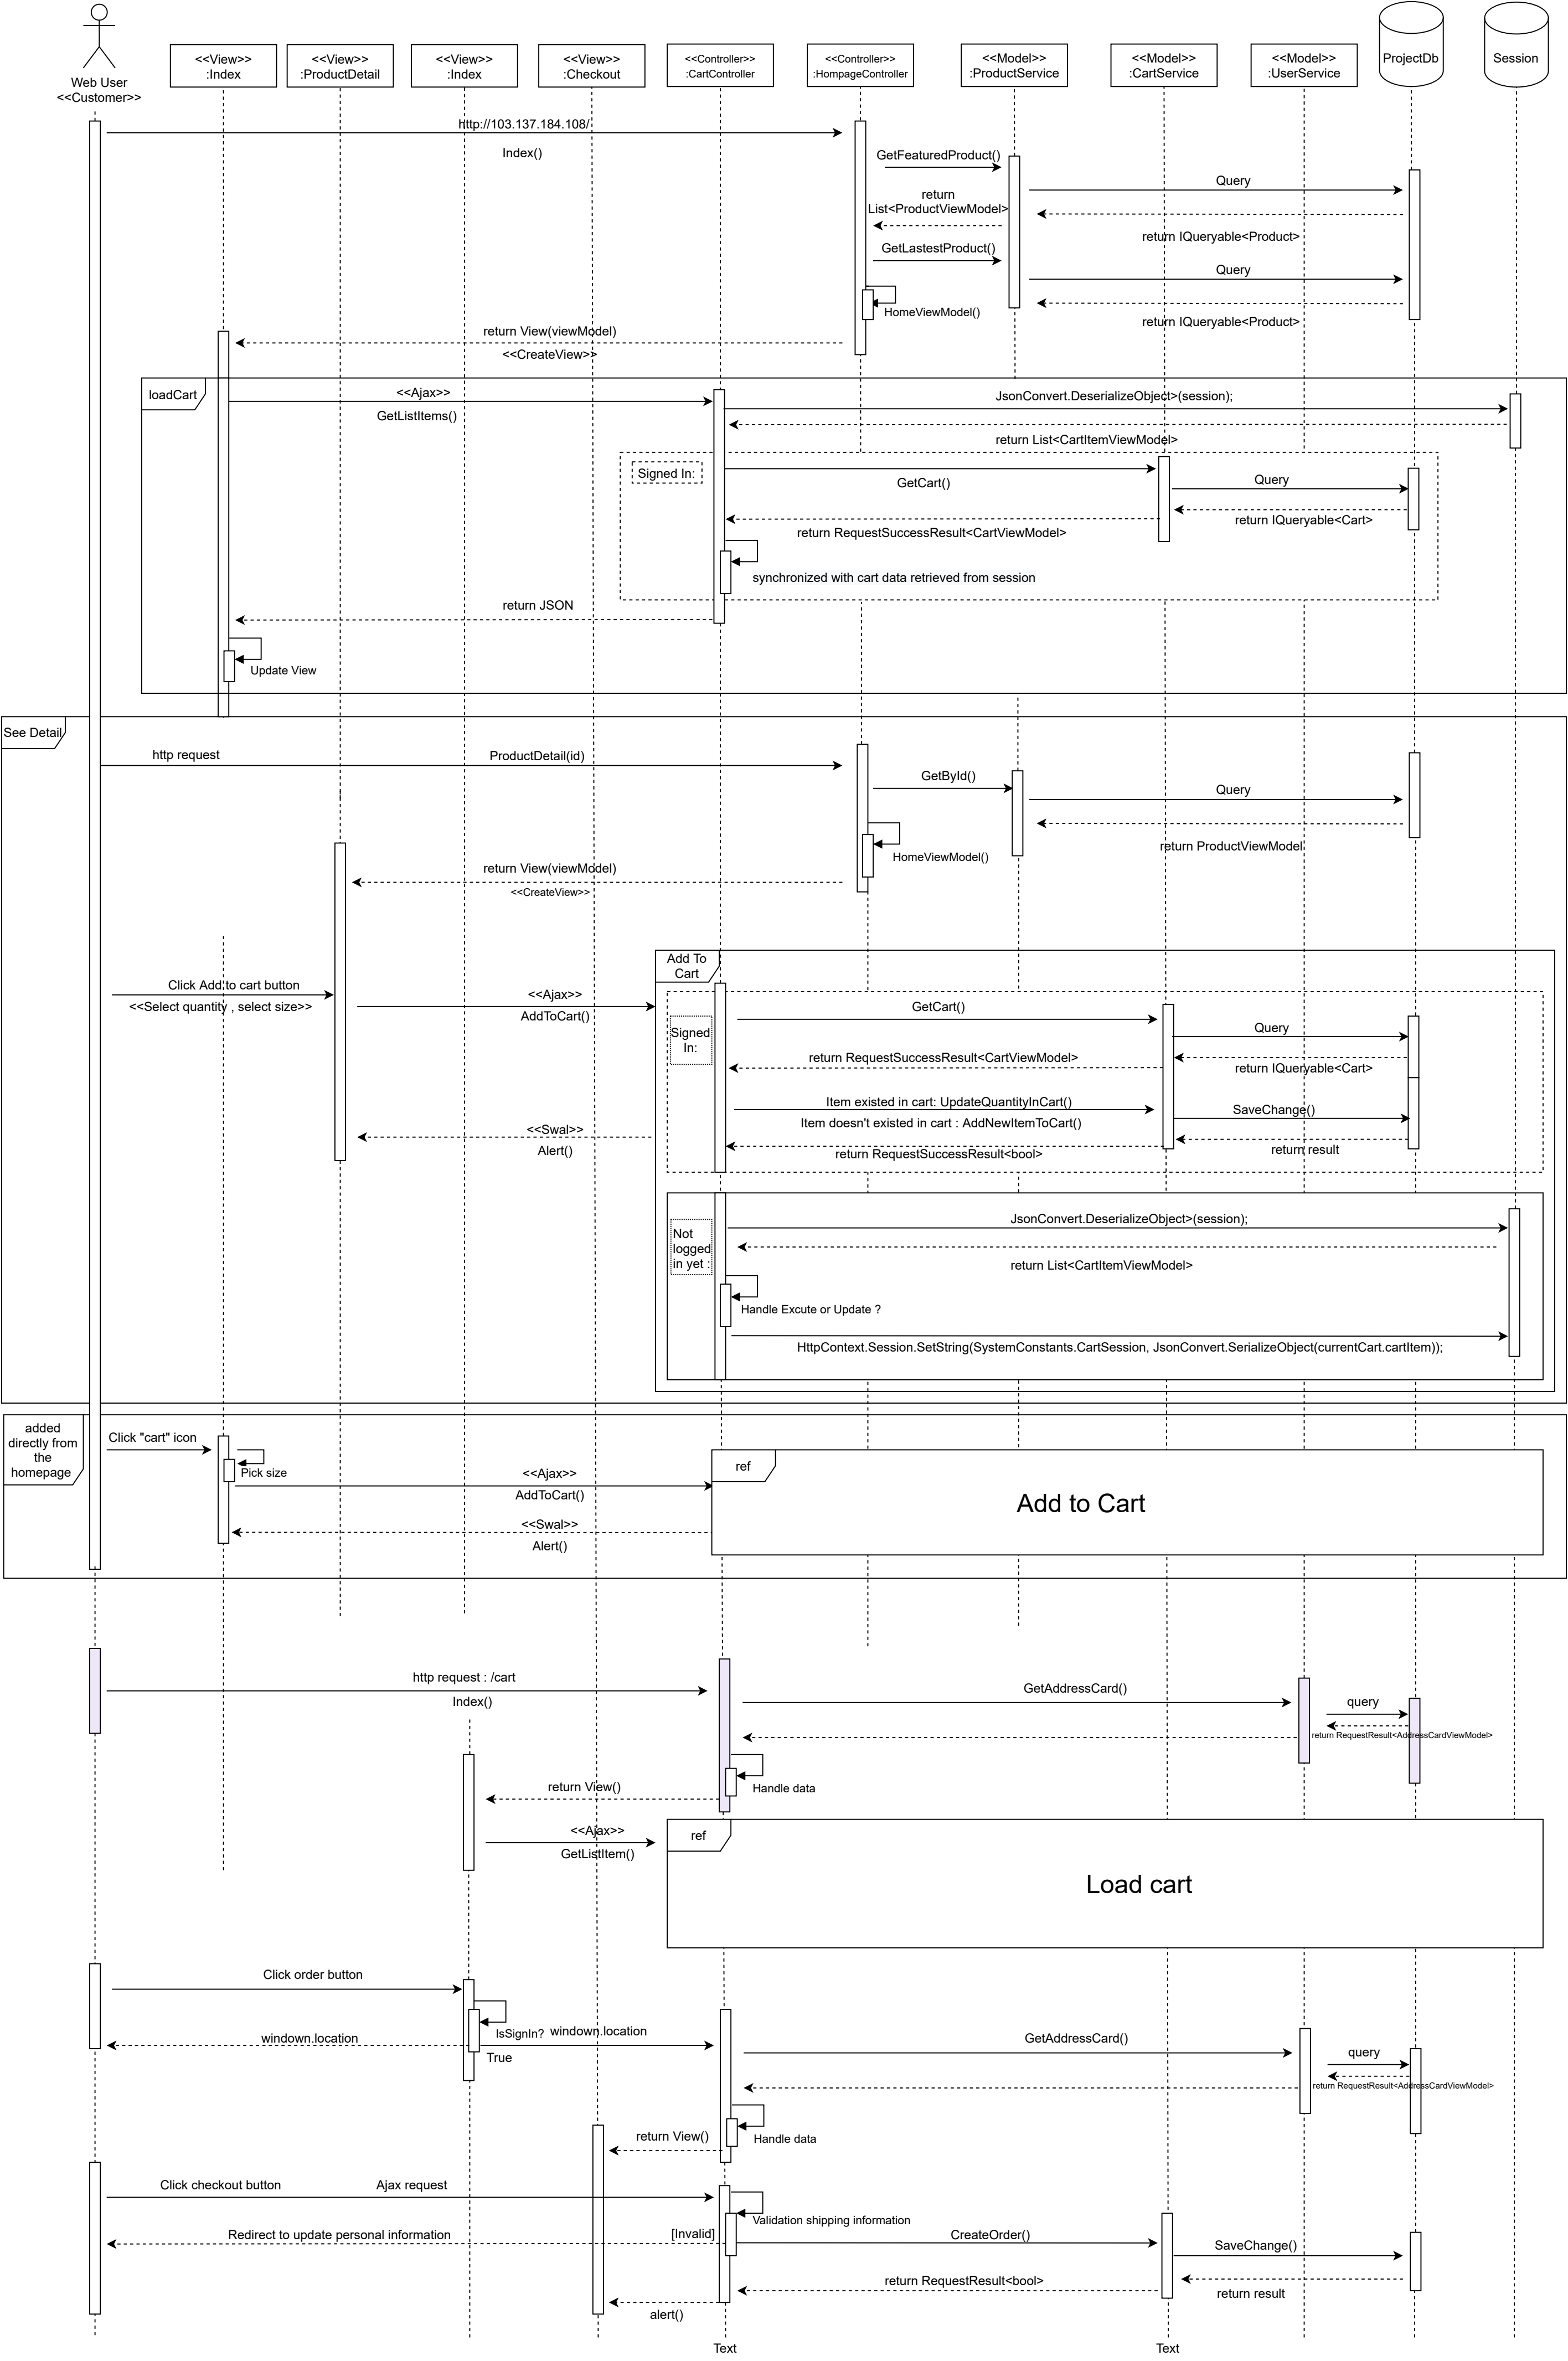 Web User
<<Customer>>
<<View>>
:Index
<<View>>
:ProductDetail
<<View>>
:Index
<<View>>
:Checkout
<<Controller>>
:CartController
<<Controller>>
:HompageController
<<Model>>
:ProductService
<<Model>>
:CartService
<<Model>>
:UserService
ProjectDb
Session
http://103.137.184.108/
Index()
GetFeaturedProduct()
Query
return
List<ProductViewModel>
return IQueryable<Product>
GetLastestProduct()
Query
HomeViewModel()
return IQueryable<Product>
return View(viewModel)
<<CreateView>>
loadCart
<<Ajax>>
GetListItems()
JsonConvert.DeserializeObject>(session);
return List<CartItemViewModel>
Signed In:
GetCart()
Query
return IQueryable<Cart>
return RequestSuccessResult<CartViewModel>
synchronized with cart data retrieved from session
return JSON
Update View
See Detail
http request
ProductDetail(id)
GetById()
Query
return ProductViewModel
HomeViewModel()
return View(viewModel)
<<CreateView>>
Add To
Cart
Click Add to cart button
<<Select quantity , select size>>
<<Ajax>>
AddToCart()
Signed
In:
GetCart()
Query
return RequestSuccessResult<CartViewModel>
return IQueryable<Cart>
Item existed in cart: UpdateQuantityInCart()
Item doesn't existed in cart : AddNewItemToCart()
SaveChange()
<<Swal>>
Alert()
return RequestSuccessResult<bool>
return result
Not
logged
in yet :
JsonConvert.DeserializeObject>(session);
return List<CartItemViewModel>
Handle Excute or Update ?
HttpContext.Session.SetString(SystemConstants.CartSession, JsonConvert.SerializeObject(currentCart.cartItem));
added
directly from
the
homepage
Click "cart" icon
Pick size
<<Ajax>>
AddToCart()
<<Swal>>
Alert()
ref
Add to Cart
http request : /cart
Index()
GetAddressCard()
query
return RequestResult<AddressCardViewModel>
Handle data
return View()
<<Ajax>>
GetListItem()
ref
Load cart
Click order button
IsSignIn?
windown.location
windown.location
True
GetAddressCard()
query
return RequestResult<AddressCardViewModel>
Handle data
return View()
Click checkout button
Ajax request
Validation shipping information
Redirect to update personal information
[Invalid]
CreateOrder()
SaveChange()
return RequestResult<bool>
return result
alert()
Text
Text